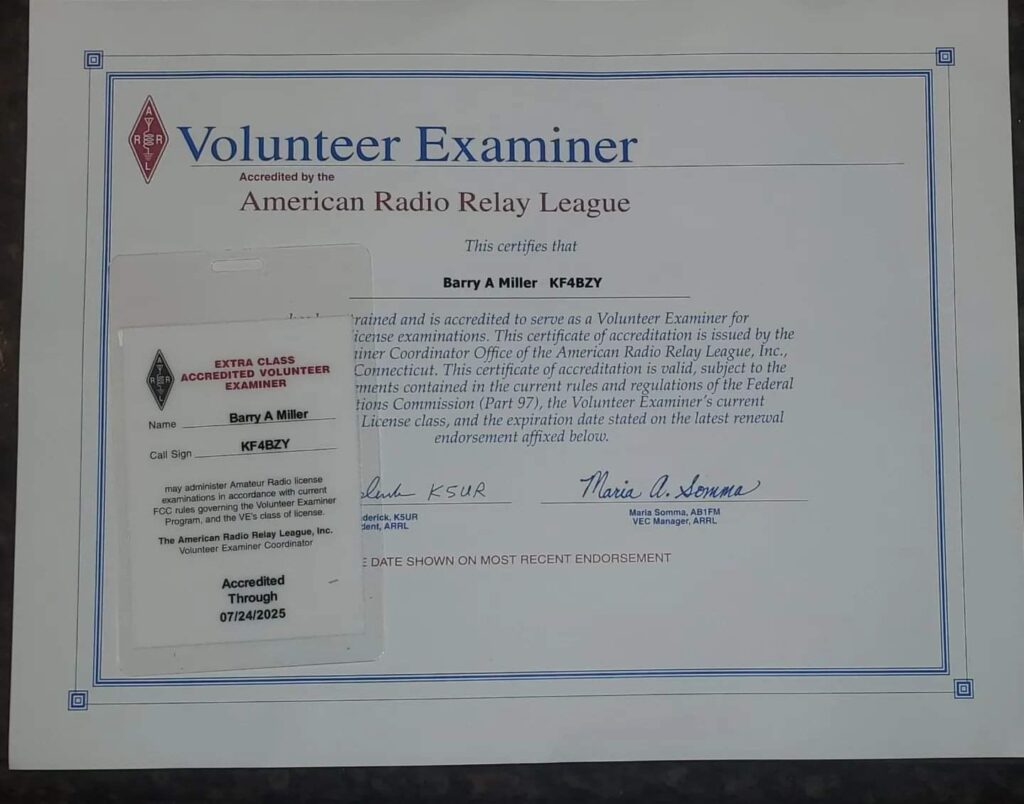 ARRL
Volunteer Examiner
Accredited by the
American Radio Relay League
This certifies that
Barry A Miller KF4BZY
rained and is accredited to serve as a Volunteer Examiner for
icense examinations. This certificate of accreditation is issued by the
iner Coordinator Office of the American Radio Relay League, Inc.,
Connecticut. This certificate of accreditation is valid, subject to the
ments contained in the current rules and regulations of the Federal
tions Commission (Part 97), the Volunteer Examiner's current
License class, and the expiration date stated on the latest renewal
endorsement affixed below.
K5UR
Maria A. Somma
derick, K5UR
dent, ARRL
Maria Somma, AB1FM
VEC Manager, ARRL
E DATE SHOWN ON MOST RECENT ENDORSEMENT
ARRL
EXTRA CLASS
ACCREDITED VOLUNTEER
EXAMINER
Name Barry A Miller
Call Sign KF4BZY
may administer Amateur Radio license
examinations in accordance with current
FCC rules governing the Volunteer Examiner
Program, and the VE's class of license.
The American Radio Relay League, Inc.
Volunteer Examiner Coordinator
Accredited
Through
07/24/2025